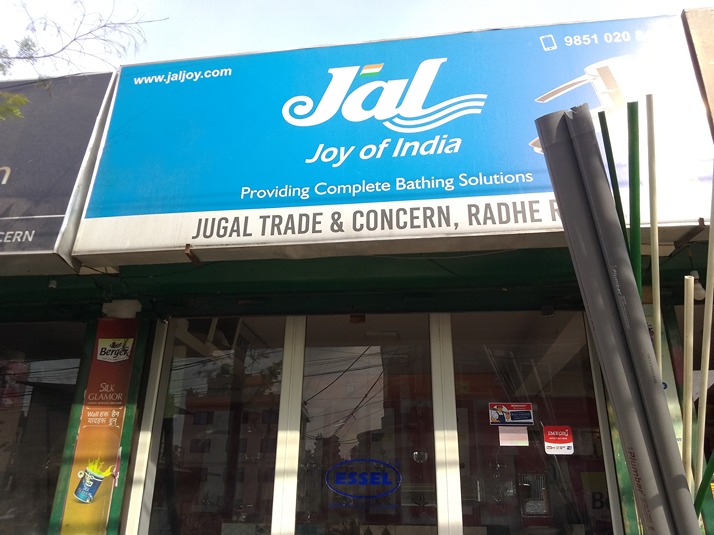 www.jaljoy.com
9851 020
Jal
Joy of India
Providing Complete Bathing Solutions
JUGAL TRADE & CONCERN, RADHE
CERN
Berger
SILK
GLAMOR
ESSEL